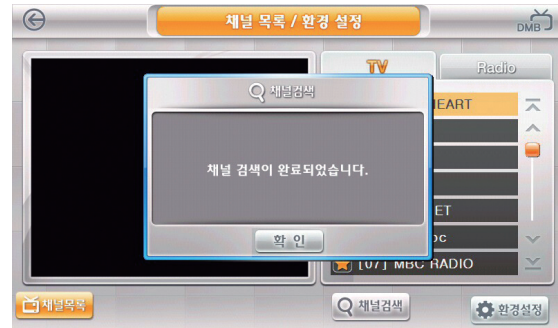 채널 목록 / 환경 설정
DMB
TV
Radio
채널검색
EART
채널 검색이 완료되었습니다.
ET
확 인
bc
[07] MBC RADIO
채널목록
채널검색
환경설정